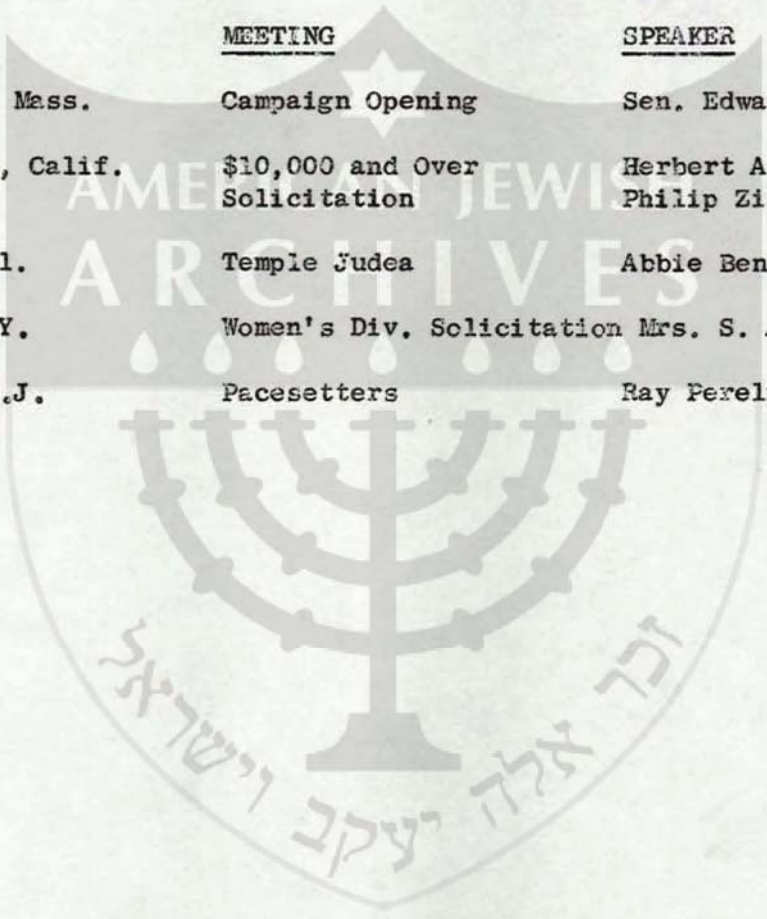 MEETING SPEAKER
Mass. Campaign Opening Sen. Edwa
, Calif. $10,000 and Over Herbert A
Solicitation Philip Zi
AMERICAN JEWISH
l. Temple Judea Abbie Ben
ARCHIVES
Y. Women's Div. Solicitation Mrs. S.
.J. Pacesetters Ray Perel
זכר אלה יעקב וישראל